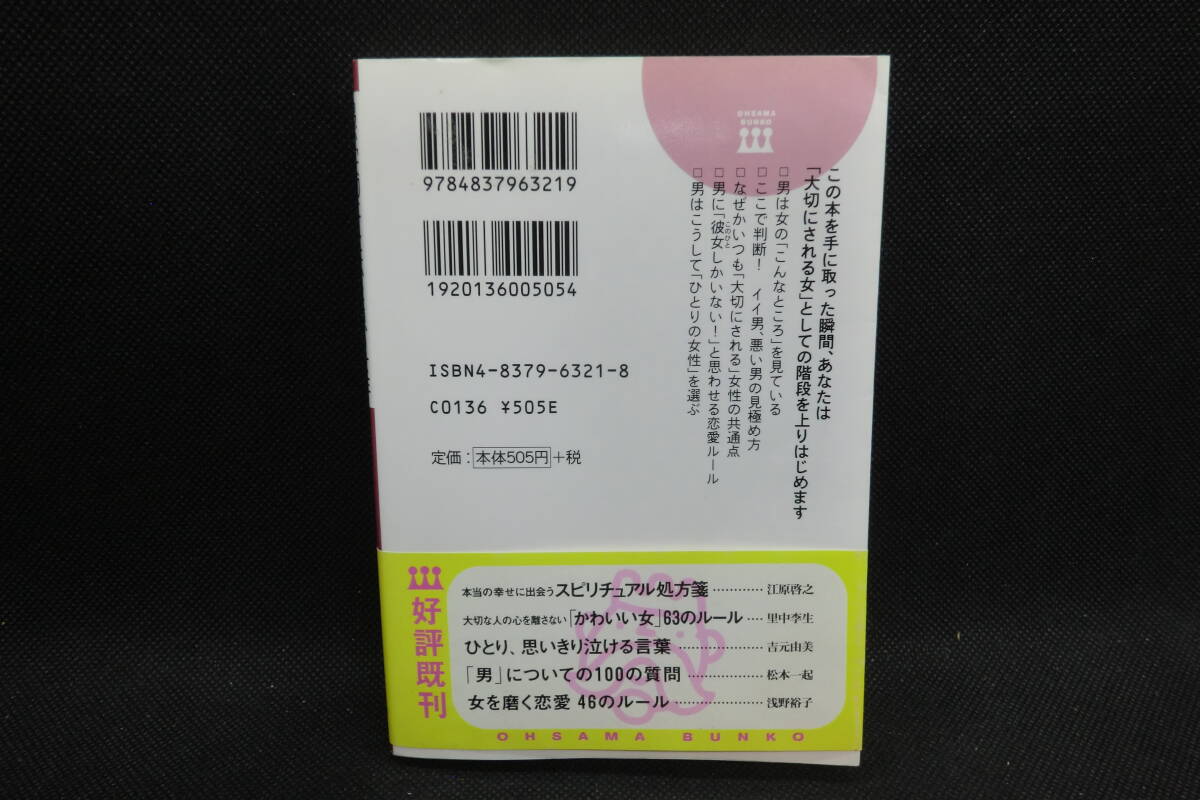 OHSAMA
BUNKO
この本を手に取った瞬間、あなたは
「大切にされる女」としての階段を上りはじめます
□ 男は女の「こんなところ」を見ている
□ ここで判断! イイ男、悪い男の見極め方
□ なぜかいつも「大切にされる」女性の共通点
□ 男に「彼女しかいない!」と思わせる恋愛ルール
このひと
□ 男はこうして「ひとりの女性」を選ぶ
9784837963219
1920136005054
ISBN4-8379-6321-8
C0136 ¥505E
定価:本体505円+税
好評既刊
本当の幸せに出会うスピリチュアル処方箋…………江原啓之
大切な人の心を離さない「かわいい女」63のルール….里中李生
ひとり、思いきり泣ける言葉…………………吉元由美
「男」についての100の質問…………………松本一起
女を磨く恋愛 46のルール…………………浅野裕子
OHSAMA BUNKO